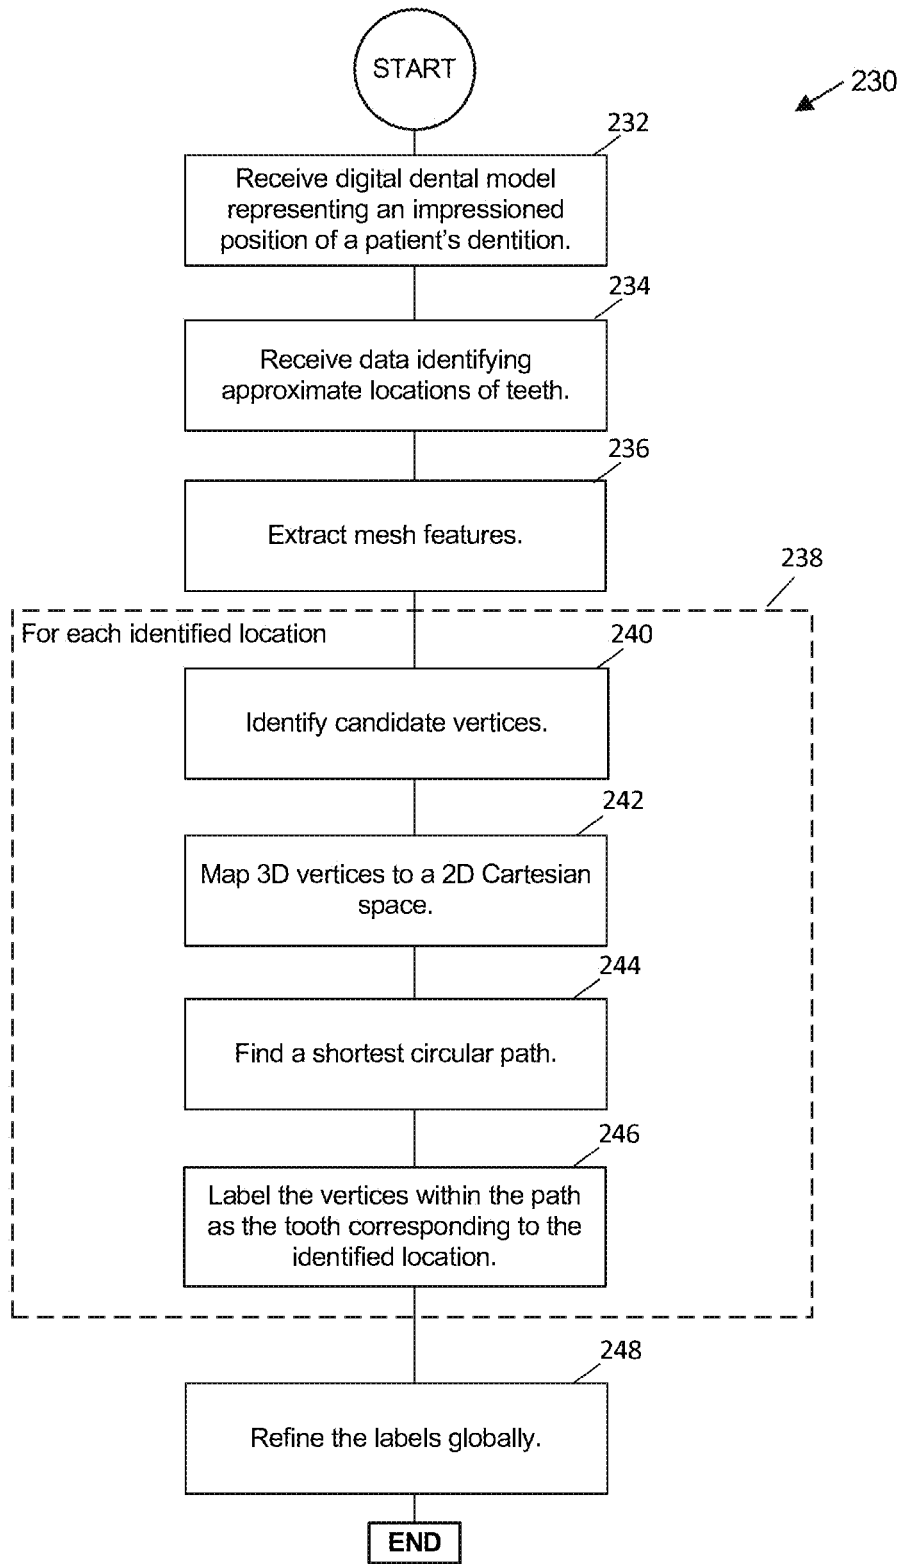 START
230
232
Receive digital dental model
representing an impressioned
position of a patient's dentition.
234
Receive data identifying
approximate locations of teeth.
236
Extract mesh features.
238
For each identified location
240
Identify candidate vertices.
242
Map 3D vertices to a 2D Cartesian
space.
244
Find a shortest circular path.
246
Label the vertices within the path
as the tooth corresponding to the
identified location.
248
Refine the labels globally.
END